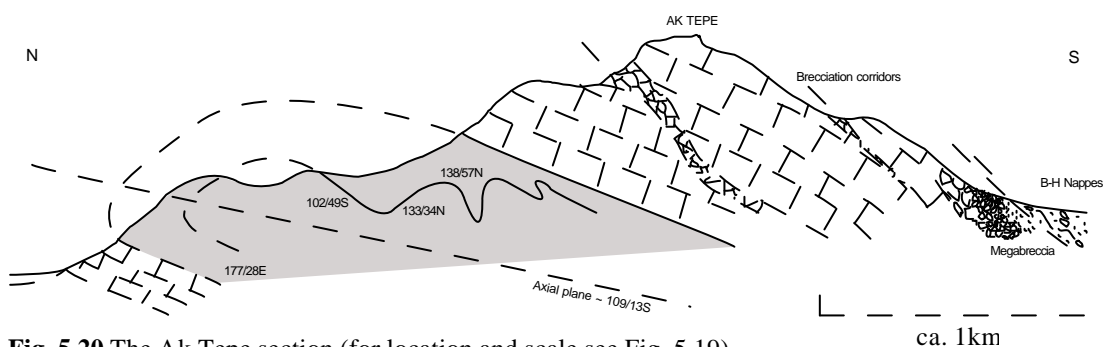 AK TEPE
N
S
Brecciation corridors
138/57N
B-H Nappes
102/49S
133/34N
Megabreccia
177/28E
Axial plane ~ 109/13S
ca. 1km
Fig. 5.20 The Ak Tepe section (for location and scale see Fig. 5.19)